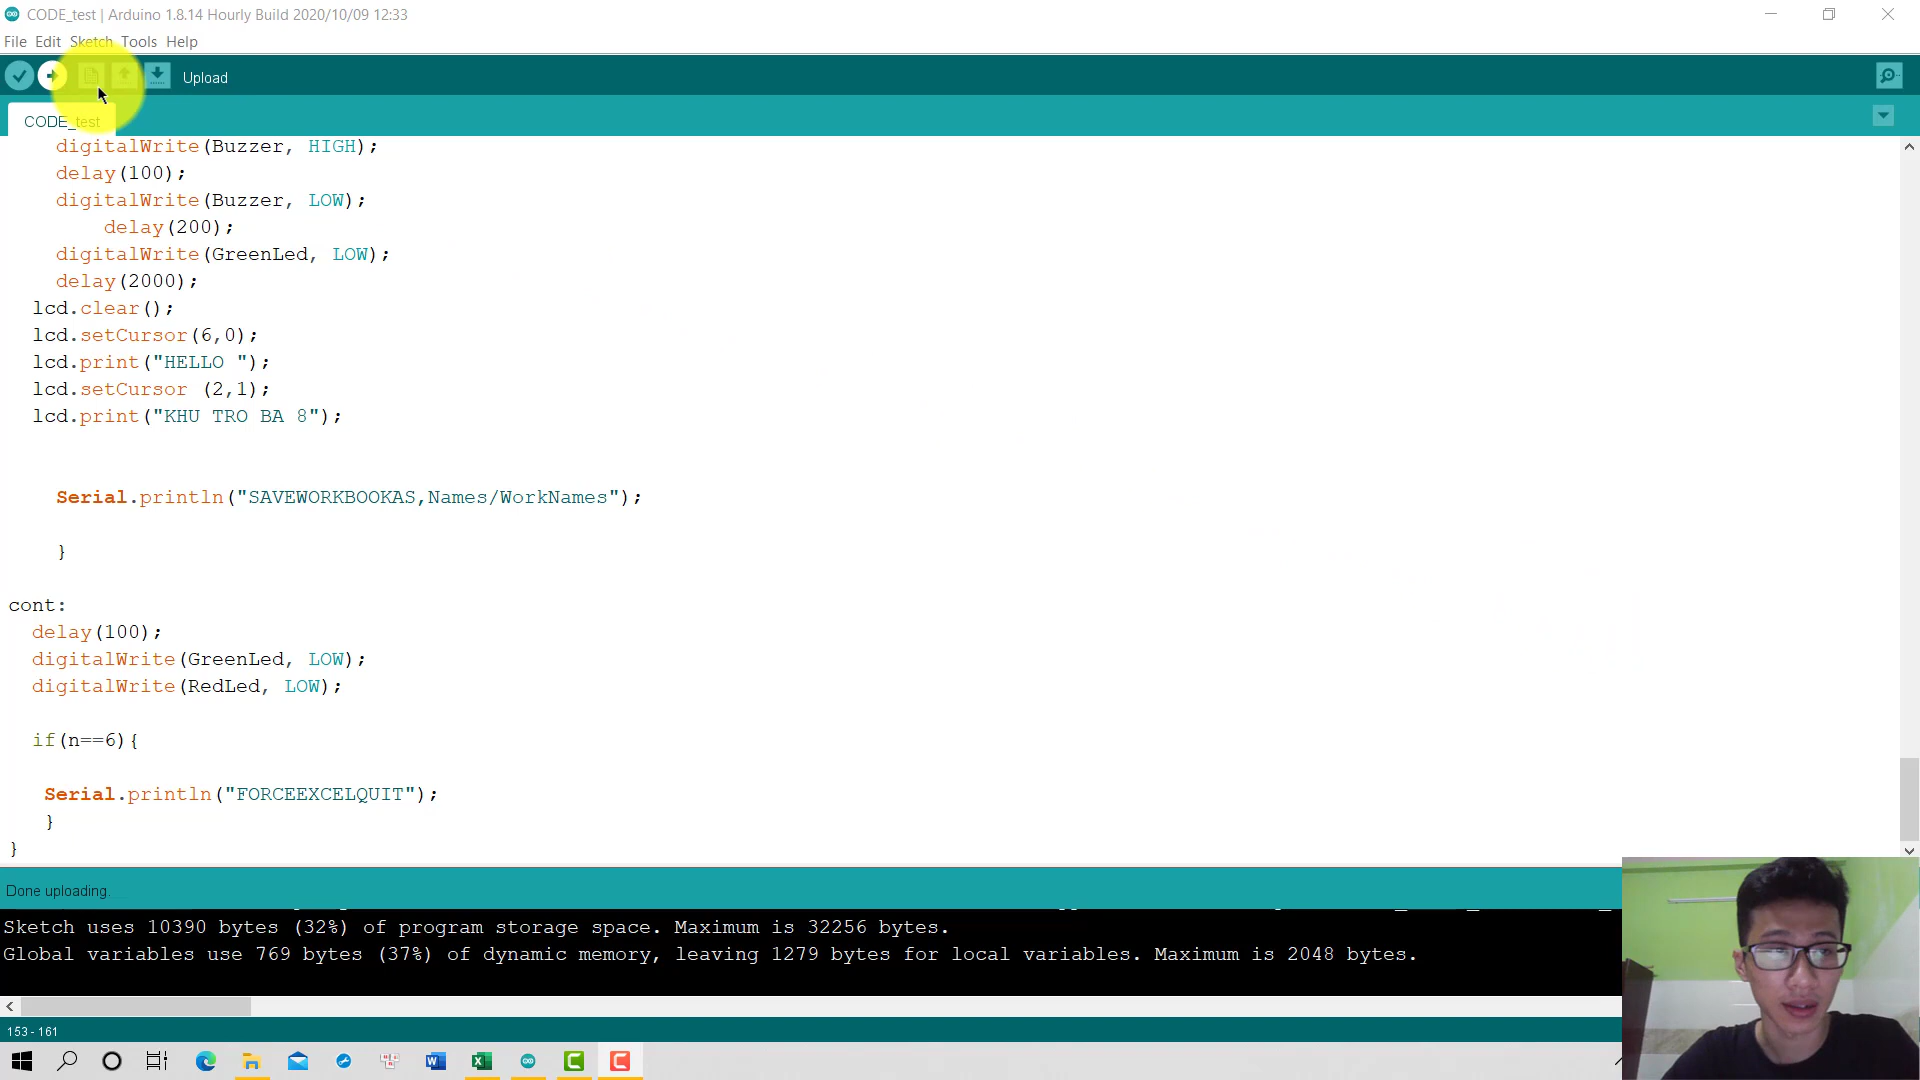 CODE_test | Arduino 1.8.14 Hourly Build 2020/10/09 12:33
File Edit Sketch Tools Help
Upload
CODE_test
digitalWrite(Buzzer, HIGH);
delay(100);
digitalWrite(Buzzer, LOW);
delay(200);
digitalWrite(GreenLed, LOW);
delay(2000);
lcd.clear();
lcd.setCursor(6,0);
lcd.print("HELLO ");
lcd.setCursor (2,1);
lcd.print("KHU TRO BA 8");
Serial.println("SAVEWORKBOOKAS,Names/WorkNames");
}
cont:
delay(100);
digitalWrite(GreenLed, LOW);
digitalWrite(RedLed, LOW);
if(n==6){
Serial.println("FORCEEXCELQUIT");
}
}
Done uploading.
Sketch uses 10390 bytes (32%) of program storage space. Maximum is 32256 bytes.
Global variables use 769 bytes (37%) of dynamic memory, leaving 1279 bytes for local variables. Maximum is 2048 bytes.
153 - 161